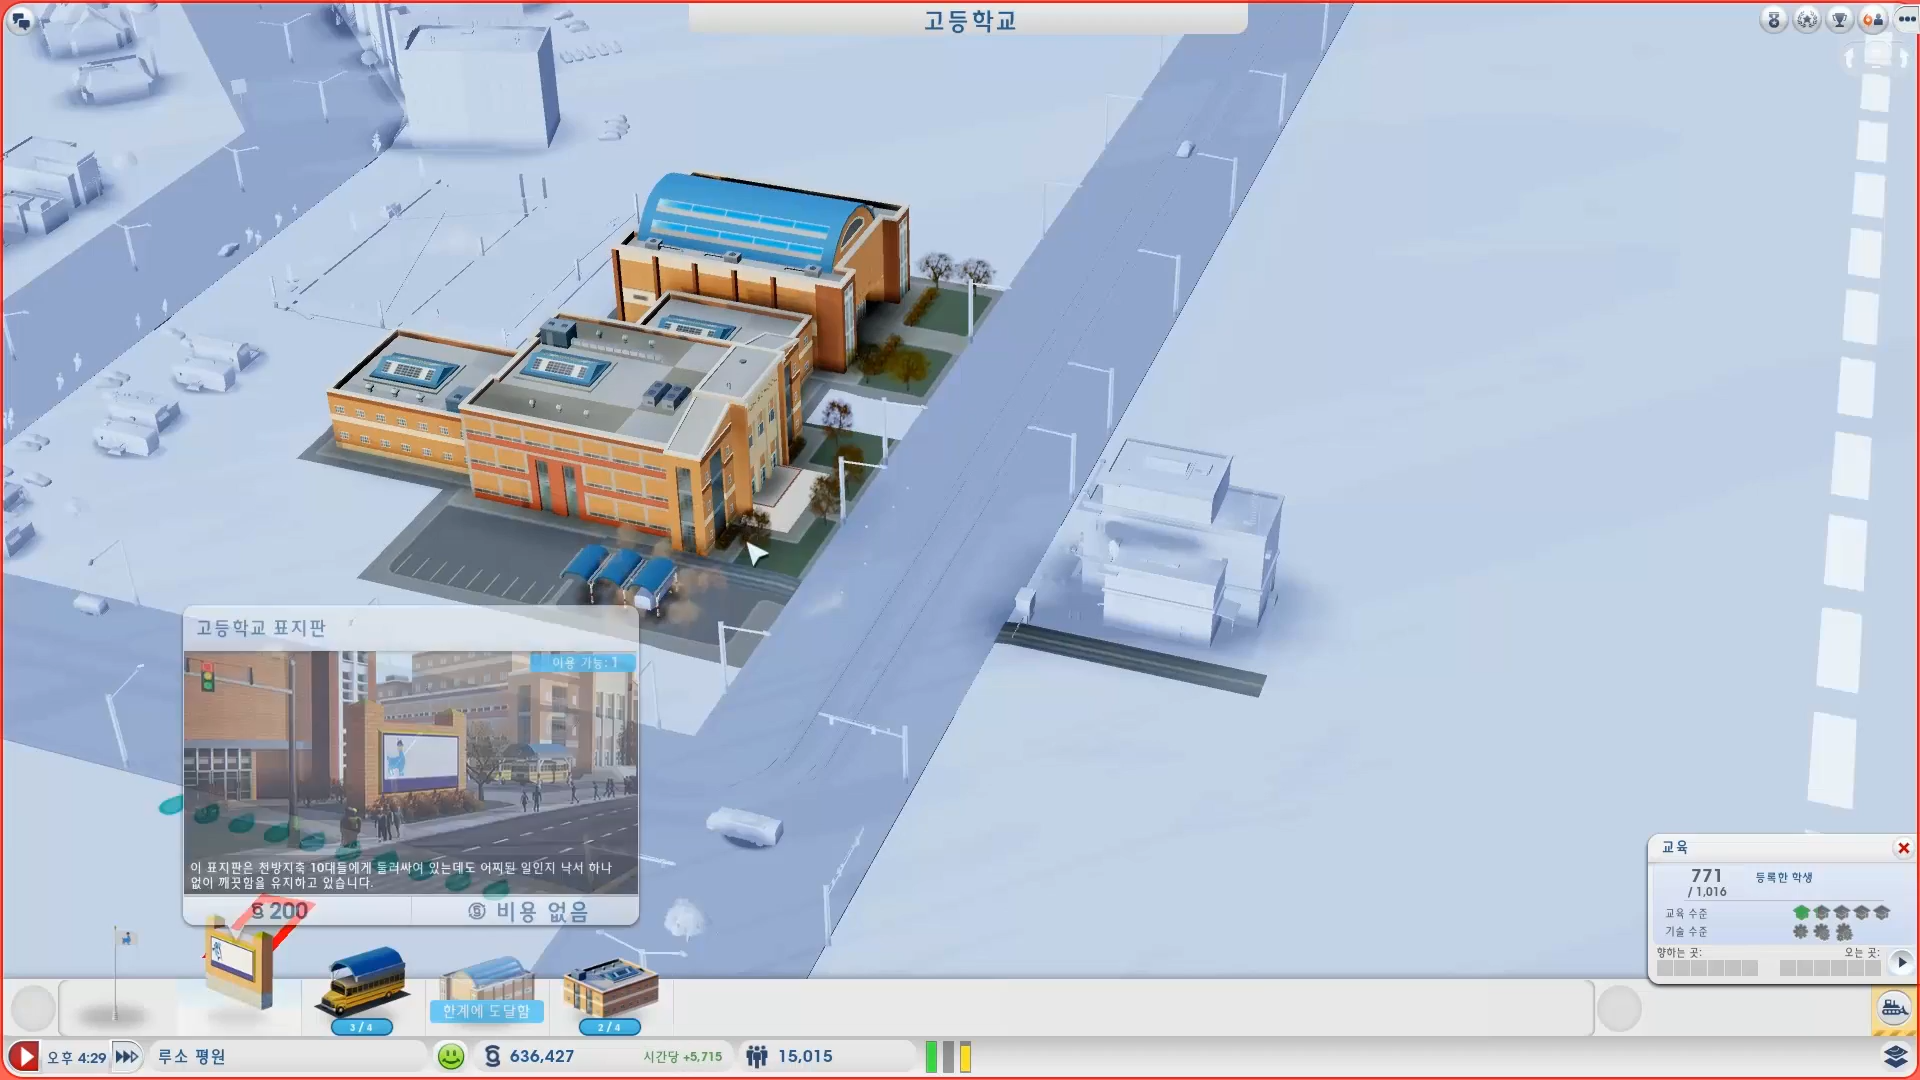 고등학교
고등학교 표지판
이용 가능: 1
이 표지판은 천방지축 10대들에게 둘러싸여 있는데도 어찌된 일인지 낙서 하나
없이 깨끗함을 유지하고 있습니다.
200
비용 없음
교육
771
/ 1,016
등록한 학생
교육 수준
기술 수준
향하는 곳:
오는 곳:
3 / 4
한계에 도달함
2 / 4
오후 4:29
루소 평원
636,427
시간당 +5,715
15,015